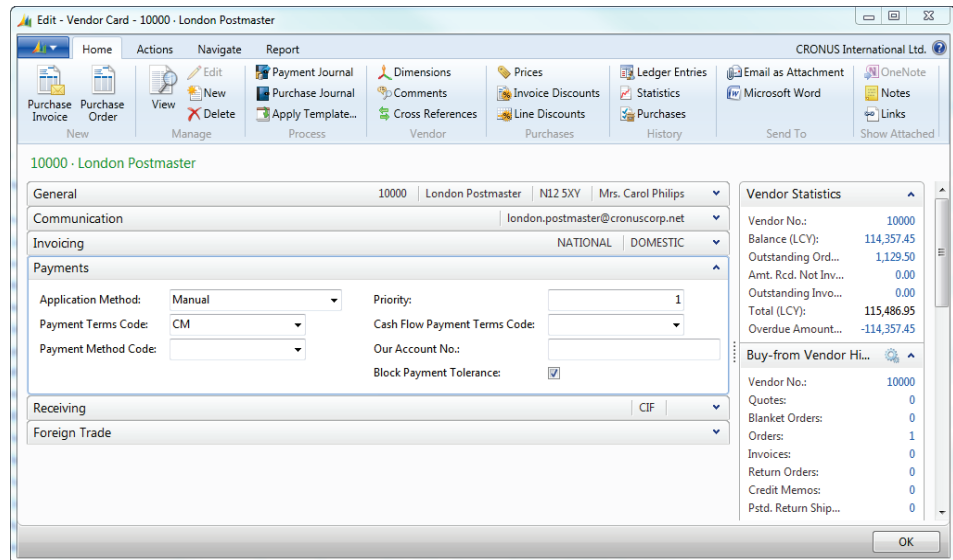 Edit - Vendor Card - 10000 · London Postmaster
Home Actions Navigate Report CRONUS International Ltd.
Purchase Invoice
Purchase Order
New
View
Edit
New
Delete
Manage
Payment Journal
Purchase Journal
Apply Template...
Process
Dimensions
Comments
Cross References
Vendor
Prices
Invoice Discounts
Line Discounts
Purchases
Ledger Entries
Statistics
Purchases
History
Email as Attachment
Microsoft Word
Send To
OneNote
Notes
Links
Show Attached
10000 · London Postmaster
General 10000 London Postmaster N12 5XY Mrs. Carol Philips
Communication london.postmaster@cronuscorp.net
Invoicing NATIONAL DOMESTIC
Payments
Application Method: Manual
Payment Terms Code: CM
Payment Method Code:
Priority: 1
Cash Flow Payment Terms Code:
Our Account No.:
Block Payment Tolerance:
Receiving CIF
Foreign Trade
Vendor Statistics
Vendor No.: 10000
Balance (LCY): 114,357.45
Outstanding Ord... 1,129.50
Amt. Rcd. Not Inv... 0.00
Outstanding Invo... 0.00
Total (LCY): 115,486.95
Overdue Amount... -114,357.45
Buy-from Vendor Hi...
Vendor No.: 10000
Quotes: 0
Blanket Orders: 0
Orders: 1
Invoices: 0
Return Orders: 0
Credit Memos: 0
Pstd. Return Ship... 0
OK